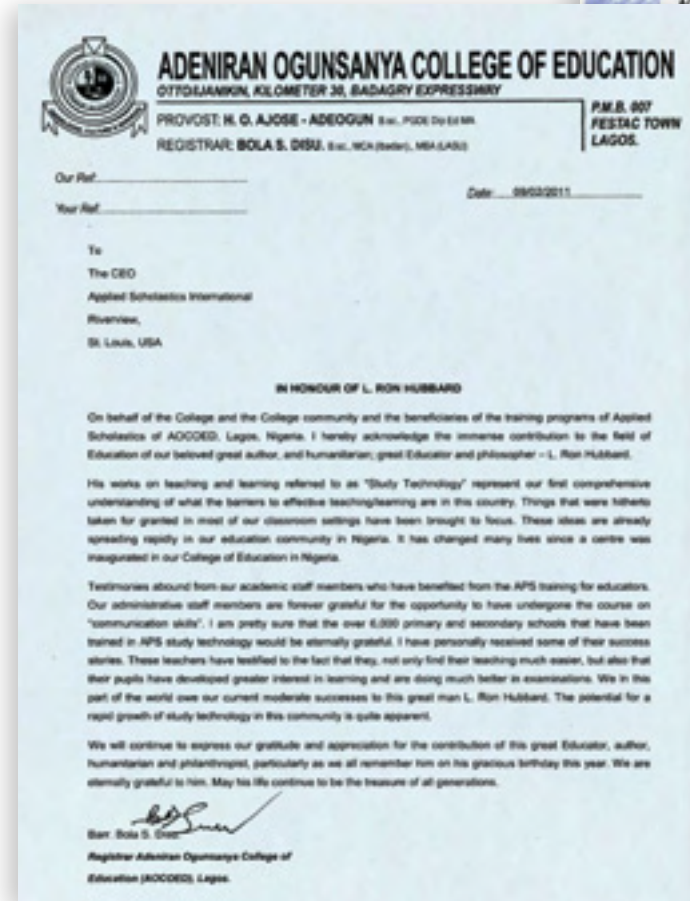 ADENIRAN OGUNSANYA COLLEGE OF EDUCATION
OTTO/IJANIKIN, KILOMETER 30, BADAGRY EXPRESSWAY
PROVOST: H. O. AJOSE - ADEOGUN B.sc., PGDE Dip Ed MA
REGISTRAR: BOLA S. DISU. B.sc., MCA (Ibadan)., MBA (LASU)
P.M.B. 007
FESTAC TOWN
LAGOS.
Our Ref:
Date: 09/02/2011
Your Ref:
To
The CEO
Applied Scholastics International
Riverview,
St. Louis, USA
IN HONOUR OF L. RON HUBBARD
On behalf of the College and the College community and the beneficiaries of the training programs of Applied
Scholastics of AOCOED, Lagos, Nigeria. I hereby acknowledge the immense contribution to the field of
Education of our beloved great author, and humanitarian; great Educator and philosopher – L. Ron Hubbard.
His works on teaching and learning referred to as "Study Technology" represent our first comprehensive
understanding of what the barriers to effective teaching/learning are in this country. Things that were hitherto
taken for granted in most of our classroom settings have been brought to focus. These ideas are already
spreading rapidly in our education community in Nigeria. It has changed many lives since a centre was
inaugurated in our College of Education in Nigeria.
Testimonies abound from our academic staff members who have benefited from the APS training for educators.
Our administrative staff members are forever grateful for the opportunity to have undergone the course on
"communication skills". I am pretty sure that the over 6,000 primary and secondary schools that have been
trained in APS study technology would be eternally grateful. I have personally received some of their success
stories. These teachers have testified to the fact that they, not only find their teaching much easier, but also that
their pupils have developed greater interest in learning and are doing much better in examinations. We in this
part of the world owe our current moderate successes to this great man L. Ron Hubbard. The potential for a
rapid growth of study technology in this community is quite apparent.
We will continue to express our gratitude and appreciation for the contribution of this great Educator, author,
humanitarian and philanthropist, particularly as we all remember him on his gracious birthday this year. We are
eternally grateful to him. May his life continue to be the treasure of all generations.
Barr. Bola S. Disu
Registrar Adeniran Ogunsanya College of
Education (AOCOED), Lagos.